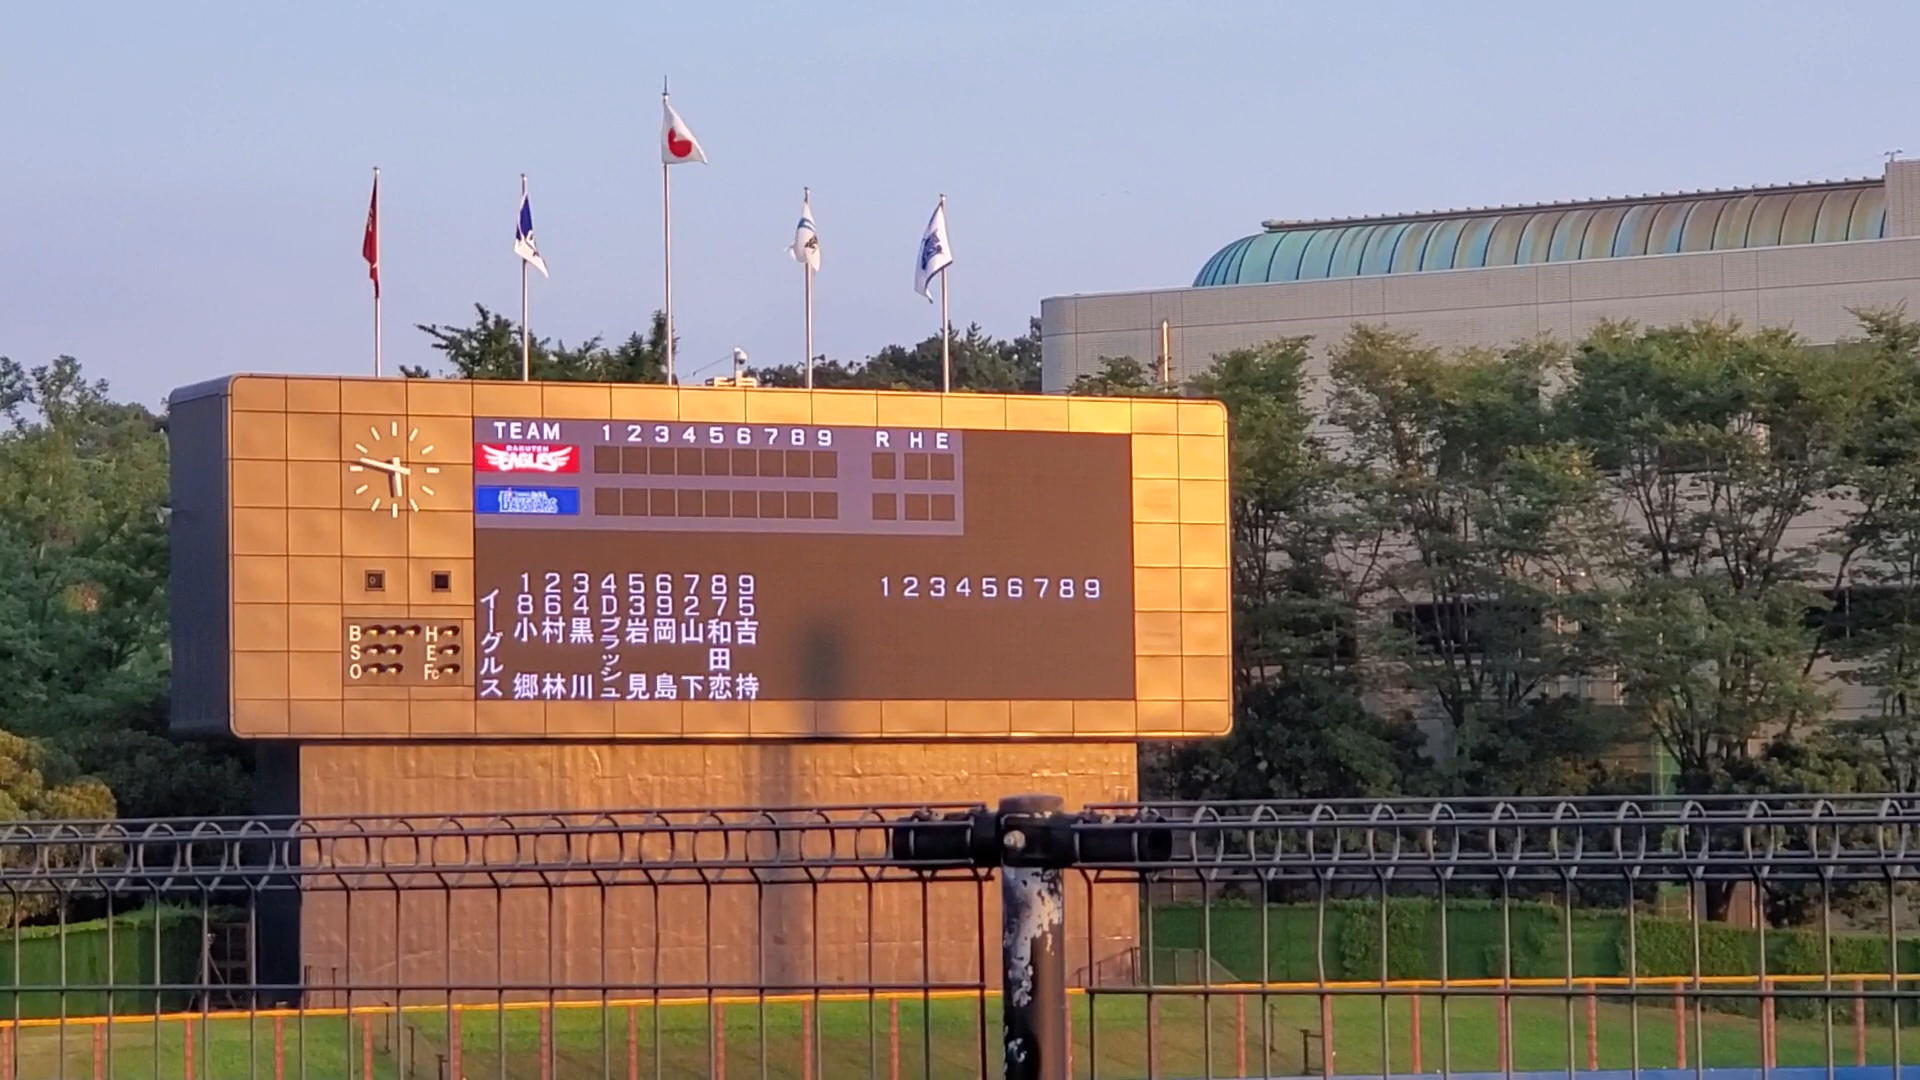 TEAM 1 2 3 4 5 6 7 8 9 R H E
RAKUTEN
EAGLES
BAYSTARS
イーグルス
1 2 3 4 5 6 7 8 9
8 6 4 D 3 9 2 7 5
小郷
村林
黒川
ブラッシュ
岩見
岡島
山下
和田恋
吉持
1 2 3 4 5 6 7 8 9
B H
S E
O Fc